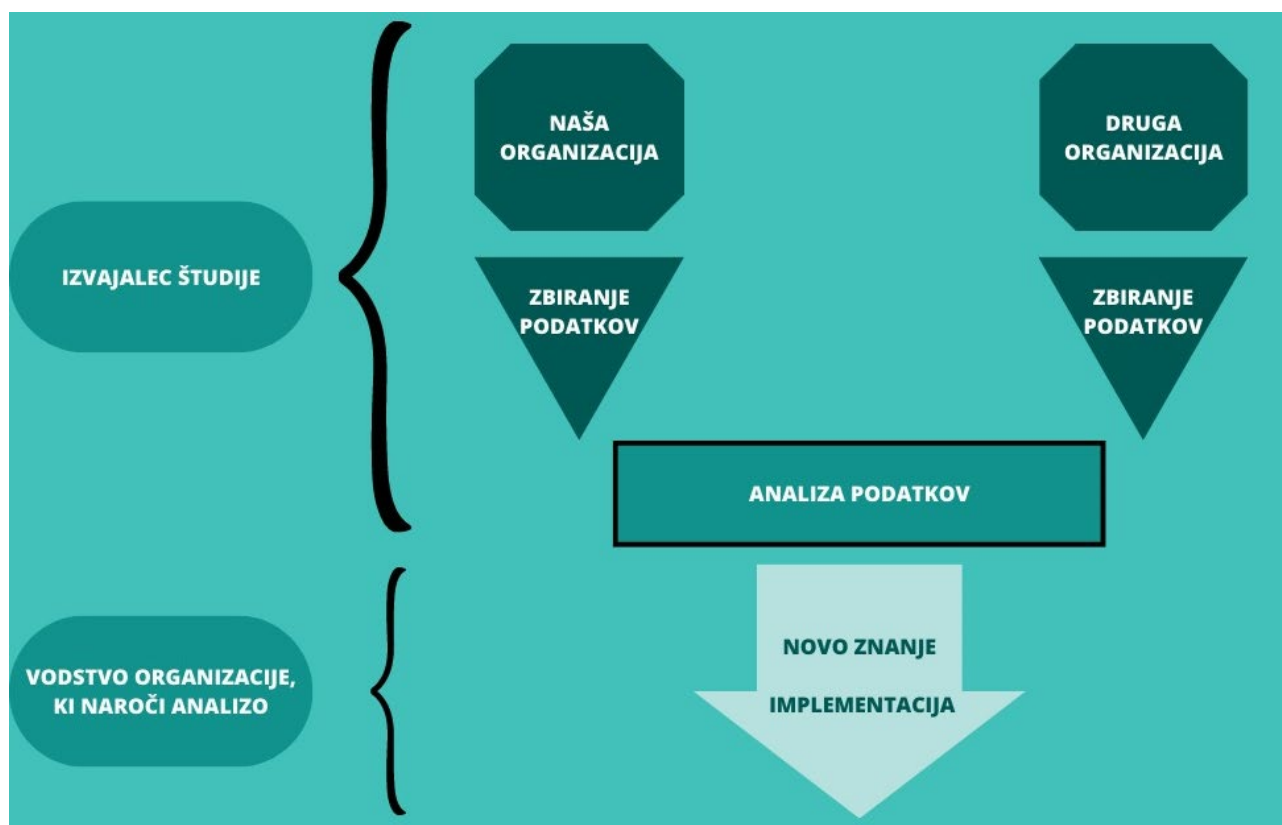 NAŠA
ORGANIZACIJA
DRUGA
ORGANIZACIJA
IZVAJALEC ŠTUDIJE
ZBIRANJE
PODATKOV
ZBIRANJE
PODATKOV
ANALIZA PODATKOV
VODSTVO ORGANIZACIJE,
KI NAROČI ANALIZO
NOVO ZNANJE
IMPLEMENTACIJA